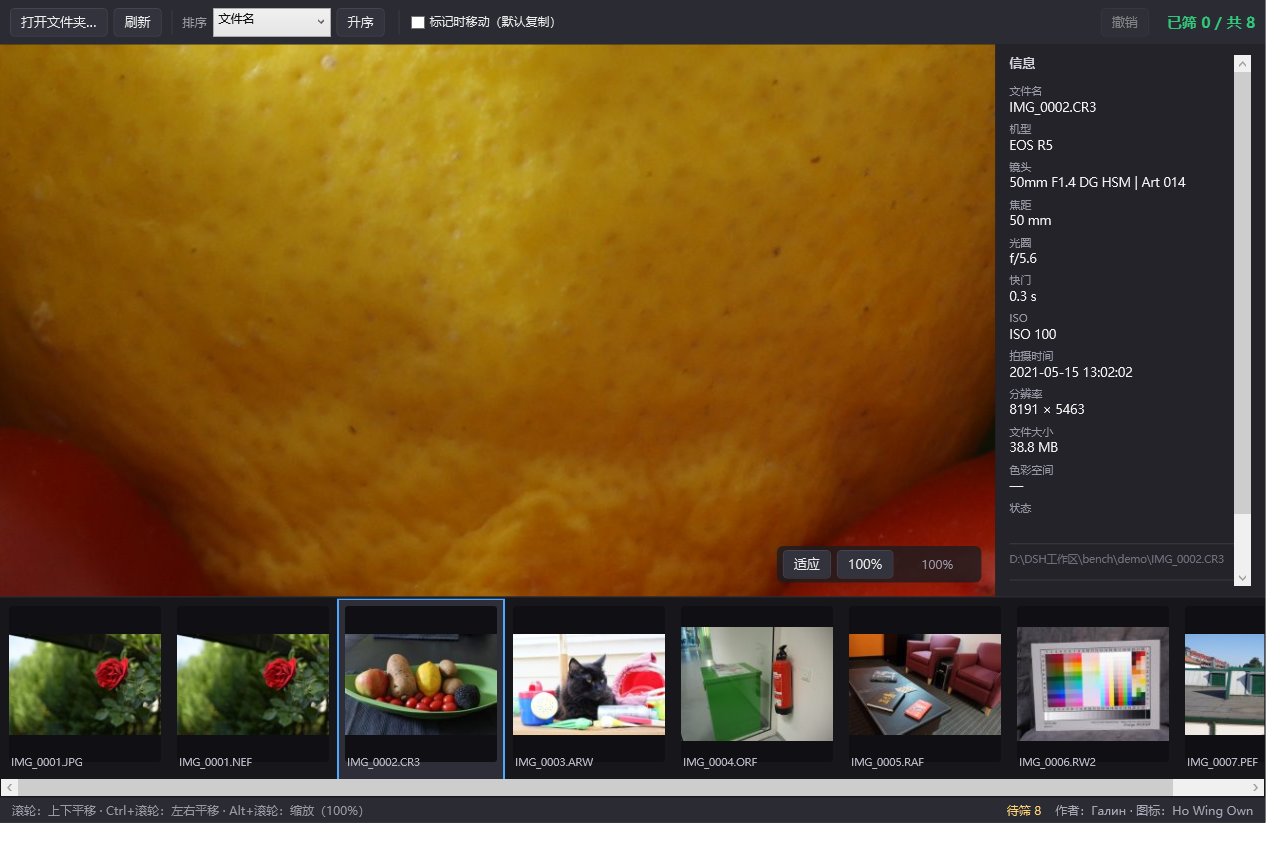 打开文件夹... 刷新 排序 文件名 升序 标记时移动（默认复制） 撤销 已筛 0 / 共 8
信息
文件名
IMG_0002.CR3
机型
EOS R5
镜头
50mm F1.4 DG HSM | Art 014
焦距
50 mm
光圈
f/5.6
快门
0.3 s
ISO
ISO 100
拍摄时间
2021-05-15 13:02:02
分辨率
8191 × 5463
文件大小
38.8 MB
色彩空间
—
状态
D:\DSH工作区\bench\demo\IMG_0002.CR3
适应 100% 100%
IMG_0001.JPG IMG_0001.NEF IMG_0002.CR3 IMG_0003.ARW IMG_0004.ORF IMG_0005.RAF IMG_0006.RW2 IMG_0007.PEF
滚轮：上下平移 · Ctrl+滚轮：左右平移 · Alt+滚轮：缩放（100%） 待筛 8 作者：Галин · 图标：Ho Wing Own